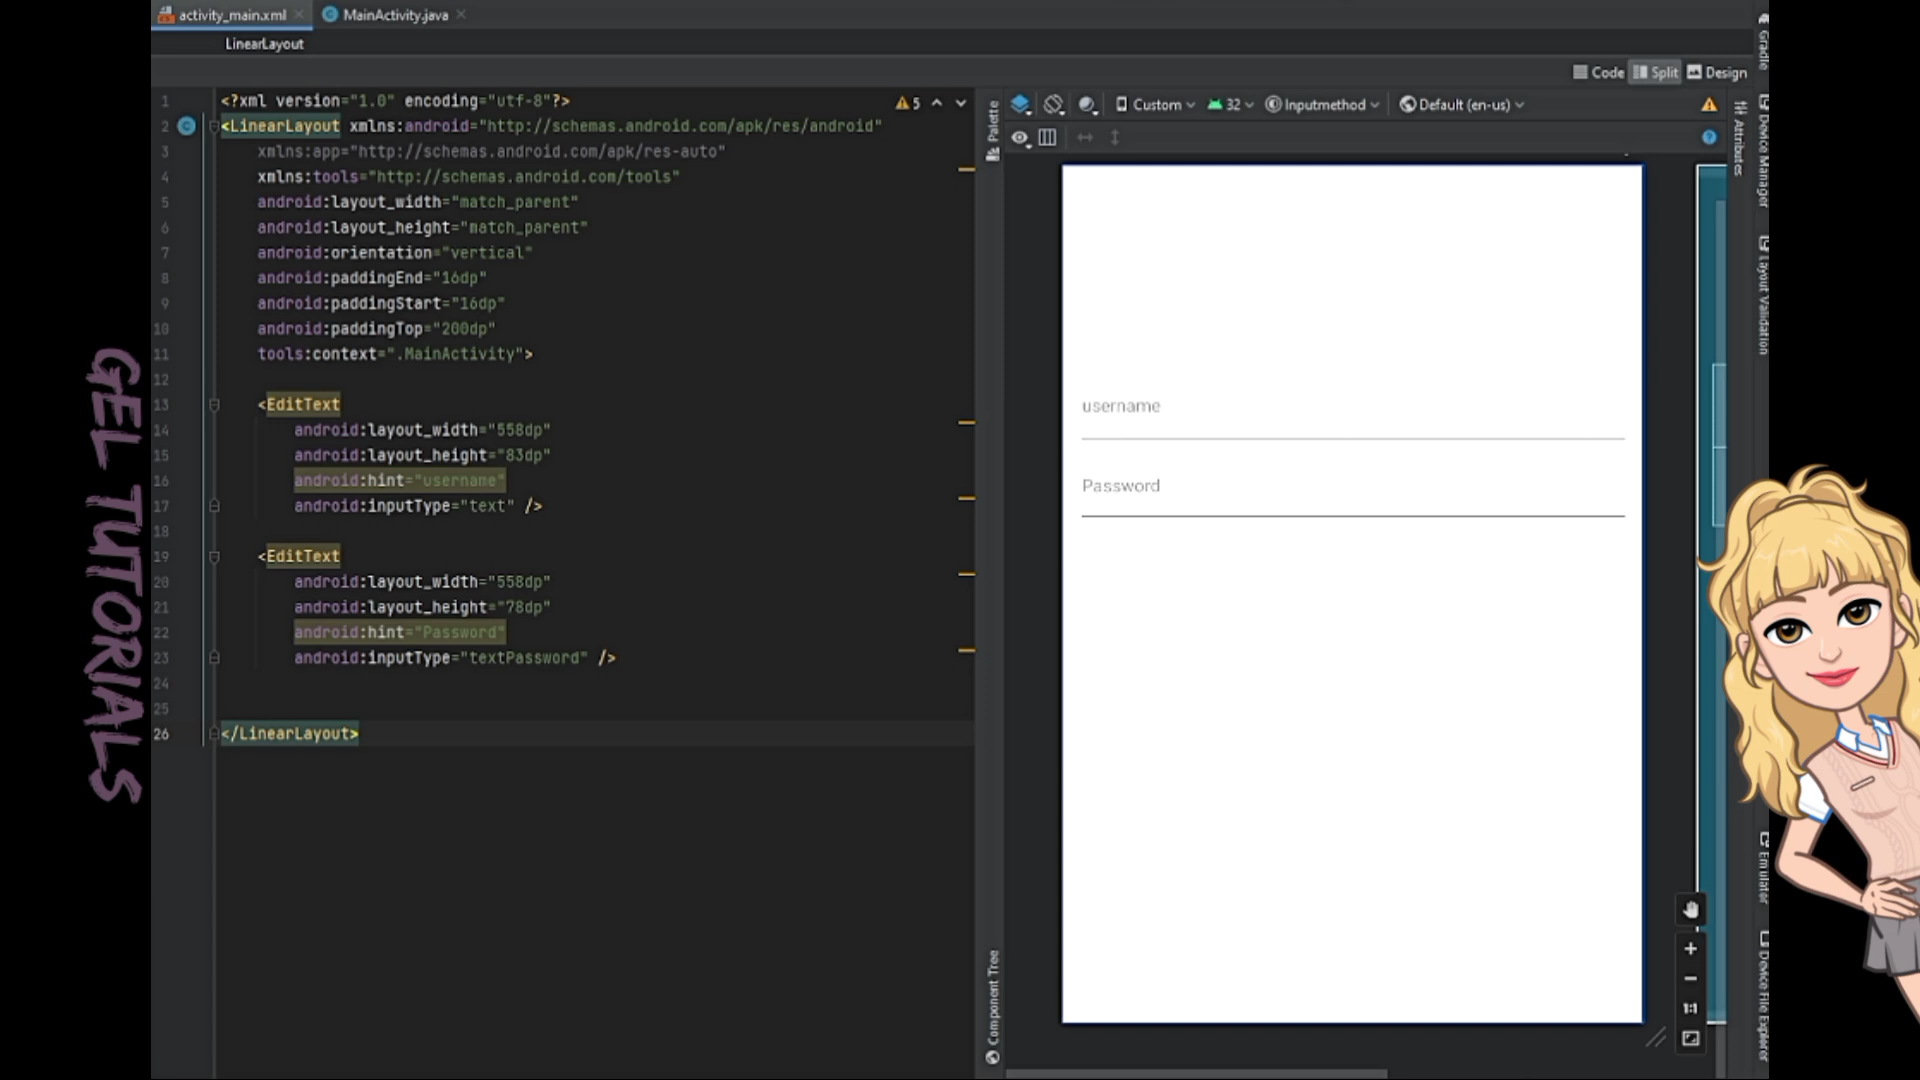 activity_main.xml
MainActivity.java
LinearLayout
Code
Split
Design
1 <?xml version="1.0" encoding="utf-8"?>
2 <LinearLayout xmlns:android="http://schemas.android.com/apk/res/android"
3 xmlns:app="http://schemas.android.com/apk/res-auto"
4 xmlns:tools="http://schemas.android.com/tools"
5 android:layout_width="match_parent"
6 android:layout_height="match_parent"
7 android:orientation="vertical"
8 android:paddingEnd="16dp"
9 android:paddingStart="16dp"
10 android:paddingTop="200dp"
11 tools:context=".MainActivity">
12
13 <EditText
14 android:layout_width="558dp"
15 android:layout_height="83dp"
16 android:hint="username"
17 android:inputType="text" />
18
19 <EditText
20 android:layout_width="558dp"
21 android:layout_height="78dp"
22 android:hint="Password"
23 android:inputType="textPassword" />
24
25
26 </LinearLayout>
5
Palette
Component Tree
Custom
32
Inputmethod
Default (en-us)
username
Password
1:1
Attributes
Gradle
Device Manager
Layout Validation
Emulator
Device File Explorer
GEL TUTORIALS